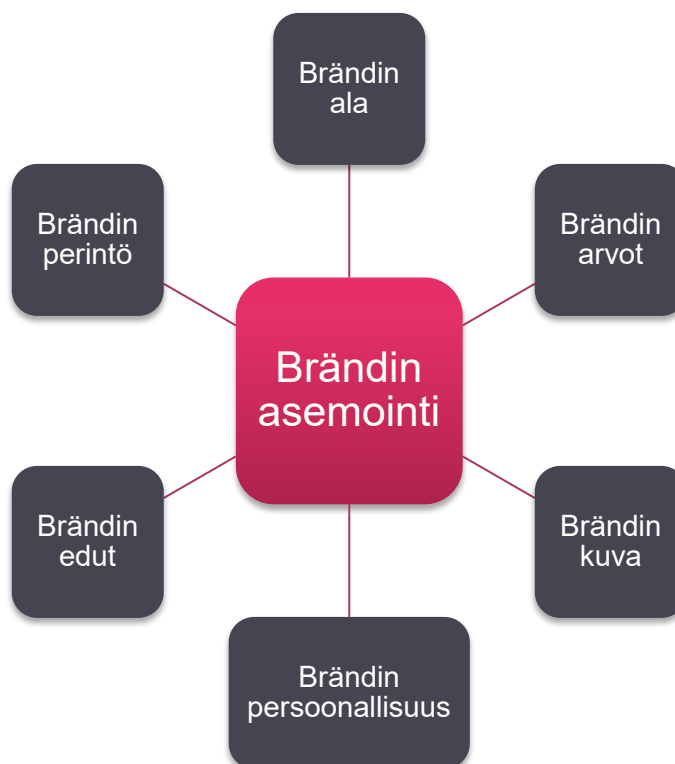 Brändin
ala
Brändin
perintö
Brändin
arvot
Brändin
asemointi
Brändin
edut
Brändin
kuva
Brändin
persoonallisuus